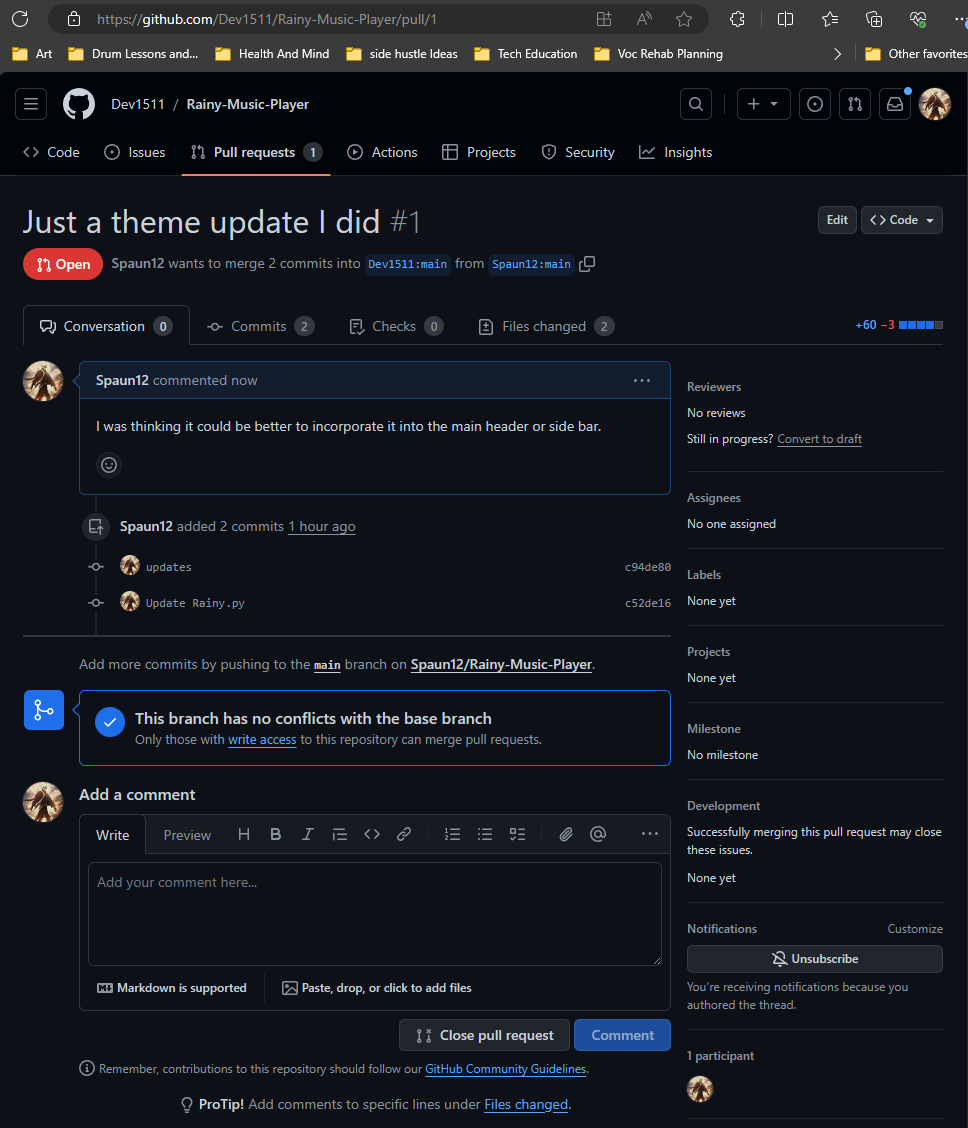 https://github.com/Dev1511/Rainy-Music-Player/pull/1
Art
Drum Lessons and...
Health And Mind
side hustle Ideas
Tech Education
Voc Rehab Planning
Other favorites
Dev1511 / Rainy-Music-Player
Code
Issues
Pull requests 1
Actions
Projects
Security
Insights
Just a theme update I did #1
Edit
<> Code
Open
Spaun12 wants to merge 2 commits into Dev1511:main from Spaun12:main
Conversation 0
Commits 2
Checks 0
Files changed 2
+60 −3
Spaun12 commented now
I was thinking it could be better to incorporate it into the main header or side bar.
Spaun12 added 2 commits 1 hour ago
updates c94de80
Update Rainy.py c52de16
Add more commits by pushing to the main branch on Spaun12/Rainy-Music-Player.
This branch has no conflicts with the base branch
Only those with write access to this repository can merge pull requests.
Add a comment
Write
Preview
H B I
Add your comment here...
Markdown is supported
Paste, drop, or click to add files
Close pull request
Comment
Remember, contributions to this repository should follow our GitHub Community Guidelines.
ProTip! Add comments to specific lines under Files changed.
Reviewers
No reviews
Still in progress? Convert to draft
Assignees
No one assigned
Labels
None yet
Projects
None yet
Milestone
No milestone
Development
Successfully merging this pull request may close
these issues.
None yet
Notifications Customize
Unsubscribe
You're receiving notifications because you
authored the thread.
1 participant